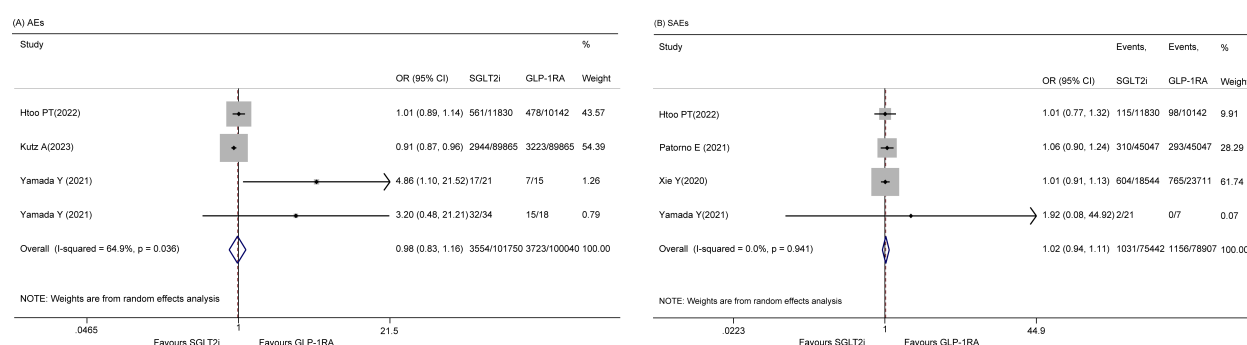 (A) AEs
Study %
OR (95% CI) SGLT2i GLP-1RA Weight
Htoo PT(2022) 1.01 (0.89, 1.14) 561/11830 478/10142 43.57
Kutz A(2023) 0.91 (0.87, 0.96) 2944/89865 3223/89865 54.39
Yamada Y (2021) 4.86 (1.10, 21.52) 17/21 7/15 1.26
Yamada Y (2021) 3.20 (0.48, 21.21) 32/34 15/18 0.79
Overall (I-squared = 64.9%, p = 0.036) 0.98 (0.83, 1.16) 3554/101750 3723/100040 100.00
NOTE: Weights are from random effects analysis
.0465 1 21.5
Favours SGLT2i Favours GLP-1RA
(B) SAEs
Study Events, Events, %
OR (95% CI) SGLT2i GLP-1RA Weight
Htoo PT(2022) 1.01 (0.77, 1.32) 115/11830 98/10142 9.91
Patorno E (2021) 1.06 (0.90, 1.24) 310/45047 293/45047 28.29
Xie Y(2020) 1.01 (0.91, 1.13) 604/18544 765/23711 61.74
Yamada Y(2021) 1.92 (0.08, 44.92) 2/21 0/7 0.07
Overall (I-squared = 0.0%, p = 0.941) 1.02 (0.94, 1.11) 1031/75442 1156/78907 100.00
NOTE: Weights are from random effects analysis
.0223 1 44.9
Favours SGLT2i Favours GLP-1RA